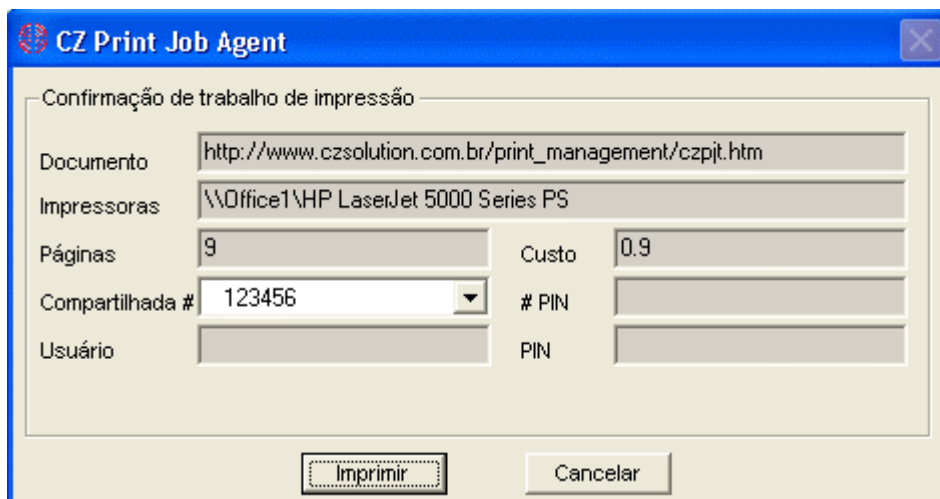 CZ Print Job Agent
Confirmação de trabalho de impressão
Documento http://www.czsolution.com.br/print_management/czpjt.htm
Impressoras \\Office1\HP LaserJet 5000 Series PS
Páginas 9 Custo 0.9
Compartilhada # 123456 # PIN
Usuário PIN
Imprimir Cancelar